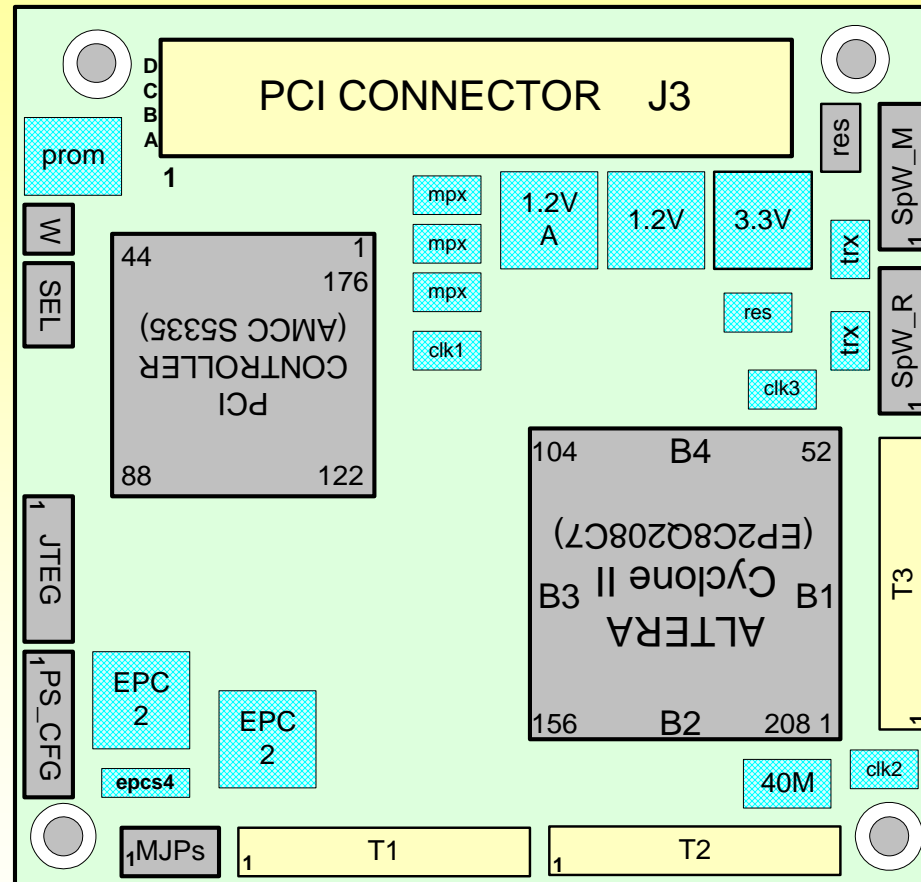 D
C
B
A
PCI CONNECTOR J3
1
prom
res
SpW_M
1
mpx
mpx
mpx
clk1
1.2V
A
1.2V
3.3V
trx
trx
res
clk3
SpW_R
1
W
SEL
44
1
176
PCI
CONTROLLER
(AMCC S5335)
88
122
104
B4
52
ALTERA
Cyclone II
(EP2C8Q208C7)
B3
B1
156
B2
208 1
T3
1
1
JTEG
1
PS_CFG
EPC
2
EPC
2
epcs4
40M
clk2
1MJPs
1
T1
1
T2